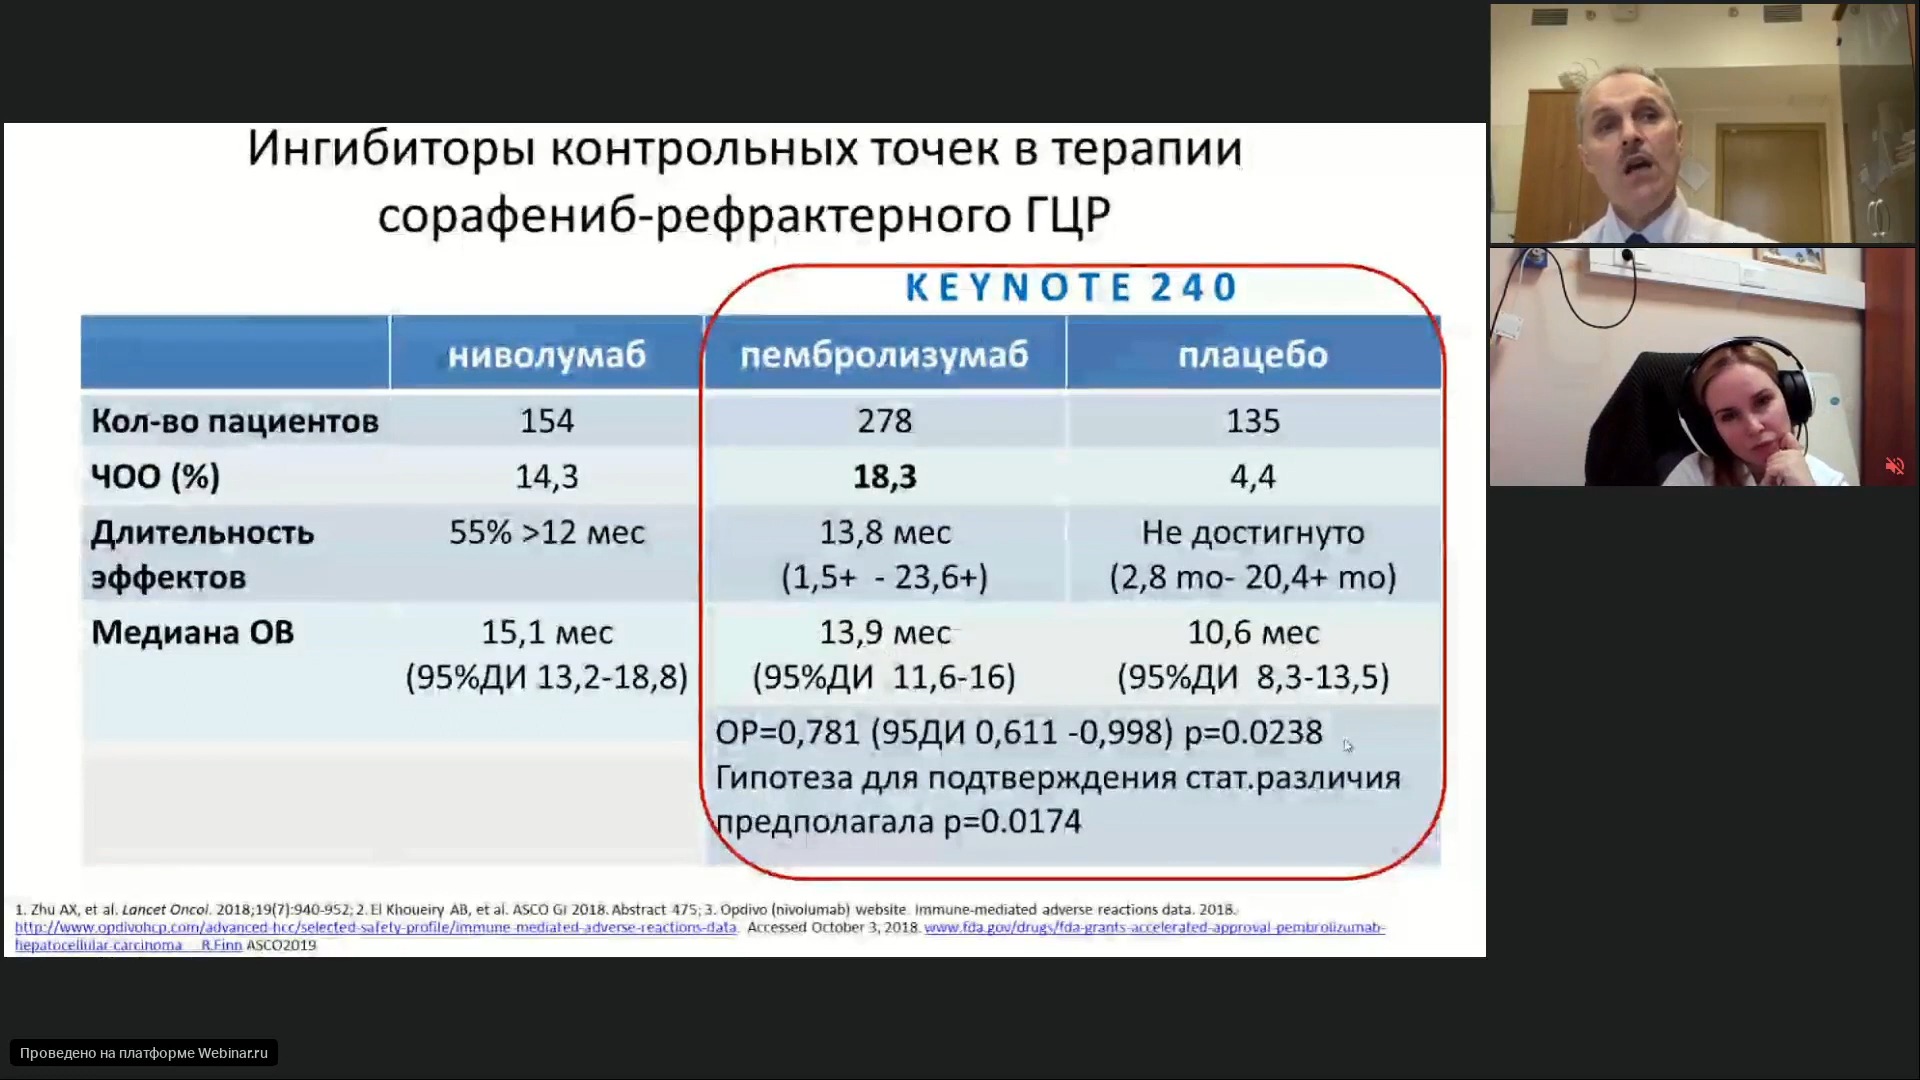 Ингибиторы контрольных точек в терапии
сорафениб-рефрактерного ГЦР
KEYNOTE 240
ниволумаб пембролизумаб плацебо
Кол-во пациентов 154 278 135
ЧОО (%) 14,3 18,3 4,4
Длительность 55% >12 мес 13,8 мес Не достигнуто
эффектов (1,5+ - 23,6+) (2,8 mo- 20,4+ mo)
Медиана ОВ 15,1 мес 13,9 мес 10,6 мес
(95%ДИ 13,2-18,8) (95%ДИ 11,6-16) (95%ДИ 8,3-13,5)
ОР=0,781 (95ДИ 0,611 -0,998) p=0.0238
Гипотеза для подтверждения стат.различия
предполагала p=0.0174
1. Zhu AX, et al. Lancet Oncol. 2018;19(7):940-952; 2. El Khoueiry AB, et al. ASCO GI 2018. Abstract 475; 3. Opdivo (nivolumab) website. Immune-mediated adverse reactions data. 2018.
http://www.opdivohcp.com/advanced-hcc/selected-safety-profile/immune-mediated-adverse-reactions-data. Accessed October 3, 2018. www.fda.gov/drugs/fda-grants-accelerated-approval-pembrolizumab-
hepatocellular-carcinoma R.Finn ASCO2019
Проведено на платформе Webinar.ru